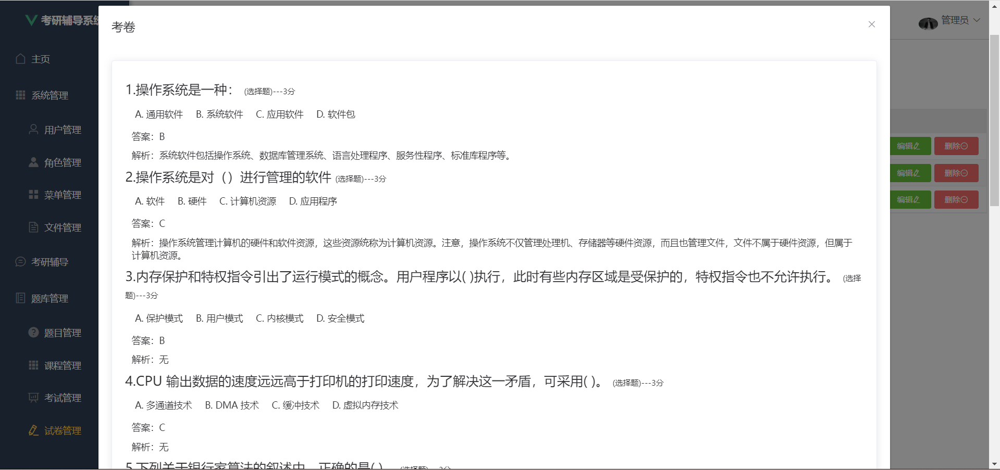 考研辅导系统
管理员
主页
系统管理
用户管理
角色管理
菜单管理
文件管理
考研辅导
题库管理
题目管理
课程管理
考试管理
试卷管理
考卷
1.操作系统是一种： (选择题)---3分
A. 通用软件 B. 系统软件 C. 应用软件 D. 软件包
答案：B
解析：系统软件包括操作系统、数据库管理系统、语言处理程序、服务性程序、标准库程序等。
2.操作系统是对（）进行管理的软件 (选择题)---3分
A. 软件 B. 硬件 C. 计算机资源 D. 应用程序
答案：C
解析：操作系统管理计算机的硬件和软件资源，这些资源统称为计算机资源。注意，操作系统不仅管理处理机、存储器等硬件资源，而且也管理文件，文件不属于硬件资源，但属于
计算机资源。
3.内存保护和特权指令引出了运行模式的概念。用户程序以( )执行，此时有些内存区域是受保护的，特权指令也不允许执行。 (选择
题)---3分
A. 保护模式 B. 用户模式 C. 内核模式 D. 安全模式
答案：B
解析：无
4.CPU 输出数据的速度远远高于打印机的打印速度，为了解决这一矛盾，可采用( )。 (选择题)---3分
A. 多通道技术 B. DMA 技术 C. 缓冲技术 D. 虚拟内存技术
答案：C
解析：无
5.下列关于银行家算法的叙述中，正确的是( ) (选择题)---3分
编辑 删除
编辑 删除
编辑 删除